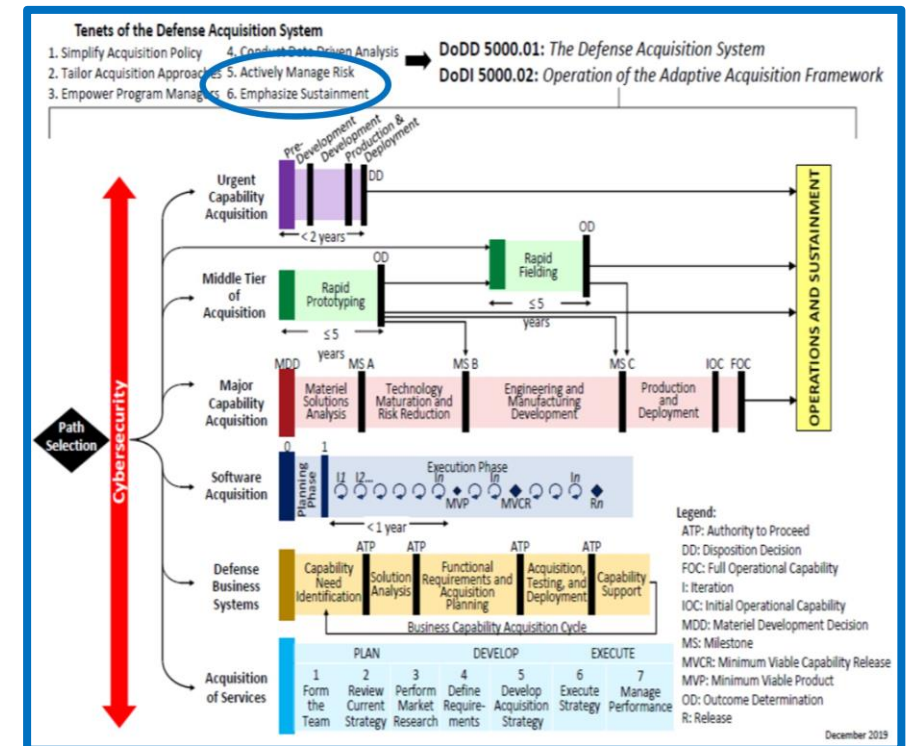 Tenets of the Defense Acquisition System
1. Simplify Acquisition Policy
2. Tailor Acquisition Approaches
3. Empower Program Managers
4. Conduct Data Driven Analysis
5. Actively Manage Risk
6. Emphasize Sustainment
DoDD 5000.01: The Defense Acquisition System
DoDI 5000.02: Operation of the Adaptive Acquisition Framework
Path
Selection
Cybersecurity
Urgent
Capability
Acquisition
Pre-
Development
Development
Production &
Deployment
DD
< 2 years
Middle Tier
of
Acquisition
Rapid
Prototyping
OD
≤ 5
years
Rapid
Fielding
OD
≤ 5
years
Major
Capability
Acquisition
MDD
MS A
MS B
MS C
IOC
FOC
Materiel
Solutions
Analysis
Technology
Maturation and
Risk Reduction
Engineering and
Manufacturing
Development
Production
and
Deployment
Software
Acquisition
0
1
Planning
Phase
Execution Phase
I1
I2...
In
In
In
MVP
MVCR
Rn
< 1 year
Defense
Business
Systems
ATP
ATP
ATP
ATP
Capability
Need
Identification
Solution
Analysis
Functional
Requirements and
Acquisition
Planning
Acquisition,
Testing, and
Deployment
Capability
Support
Business Capability Acquisition Cycle
Acquisition
of Services
PLAN
DEVELOP
EXECUTE
1
Form
the
Team
2
Review
Current
Strategy
3
Perform
Market
Research
4
Define
Require-
ments
5
Develop
Acquisition
Strategy
6
Execute
Strategy
7
Manage
Performance
OPERATIONS AND SUSTAINMENT
Legend:
ATP: Authority to Proceed
DD: Disposition Decision
FOC: Full Operational Capability
I: Iteration
IOC: Initial Operational Capability
MDD: Materiel Development Decision
MS: Milestone
MVCR: Minimum Viable Capability Release
MVP: Minimum Viable Product
OD: Outcome Determination
R: Release
December 2019